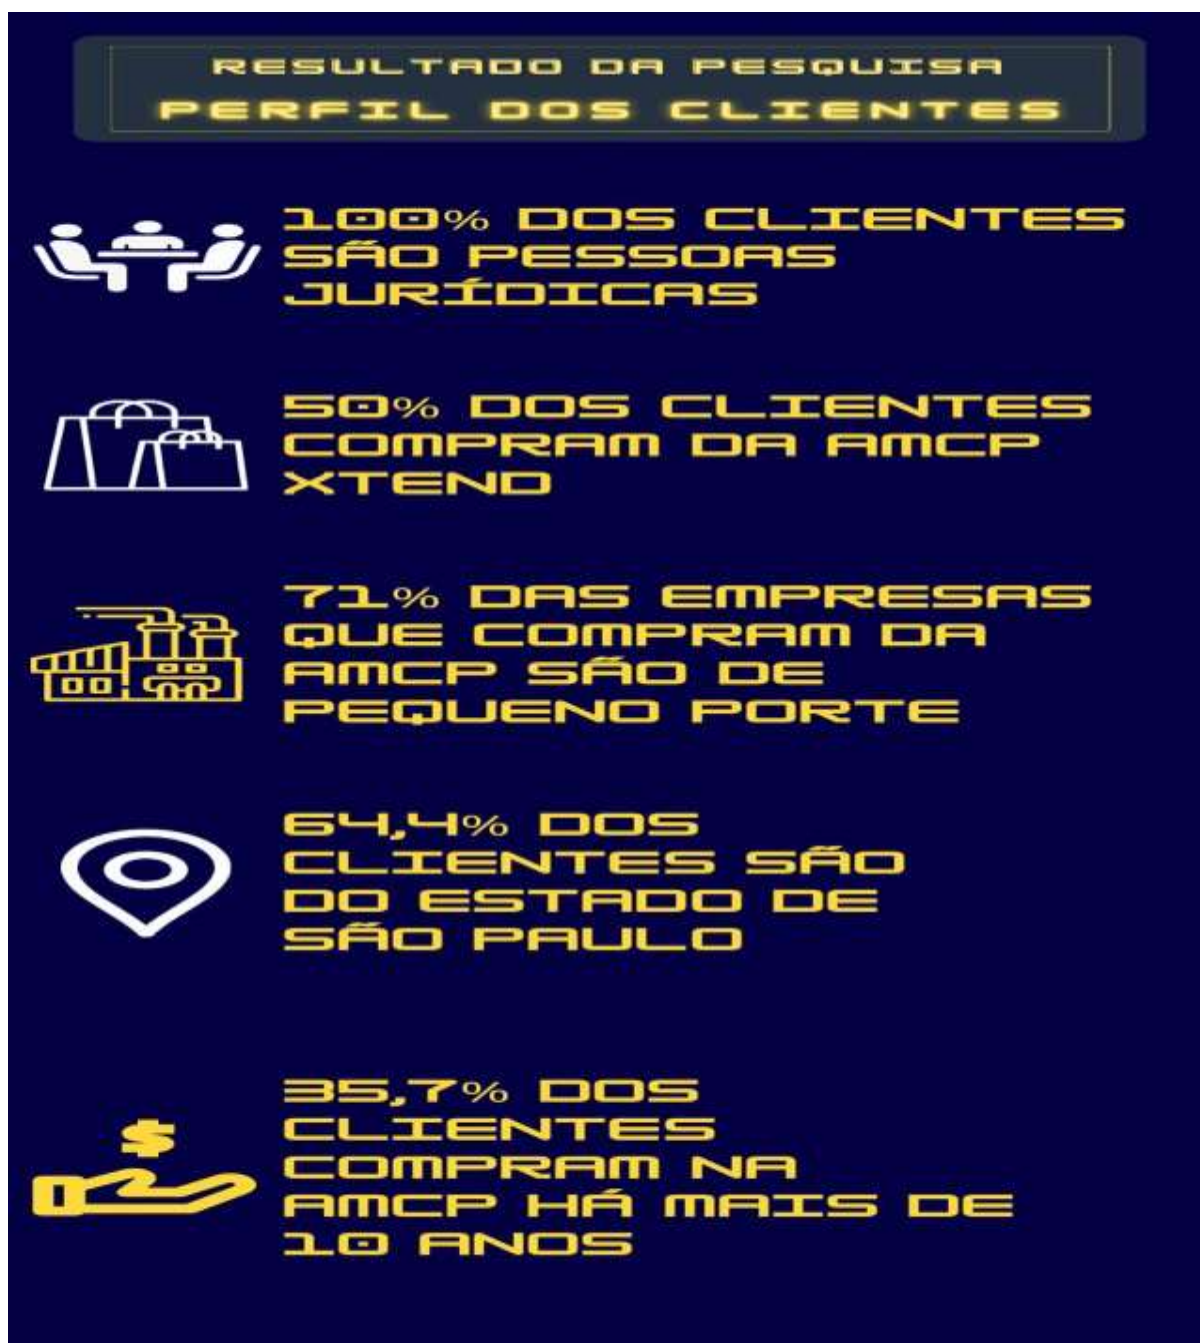 RESULTADO DA PESQUISA
PERFIL DOS CLIENTES
100% DOS CLIENTES
SÃO PESSOAS
JURÍDICAS
50% DOS CLIENTES
COMPRAM DA AMCP
XTEND
71% DAS EMPRESAS
QUE COMPRAM DA
AMCP SÃO DE
PEQUENO PORTE
64,4% DOS
CLIENTES SÃO
DO ESTADO DE
SÃO PAULO
$
35,7% DOS
CLIENTES
COMPRAM NA
AMCP HÁ MAIS DE
10 ANOS